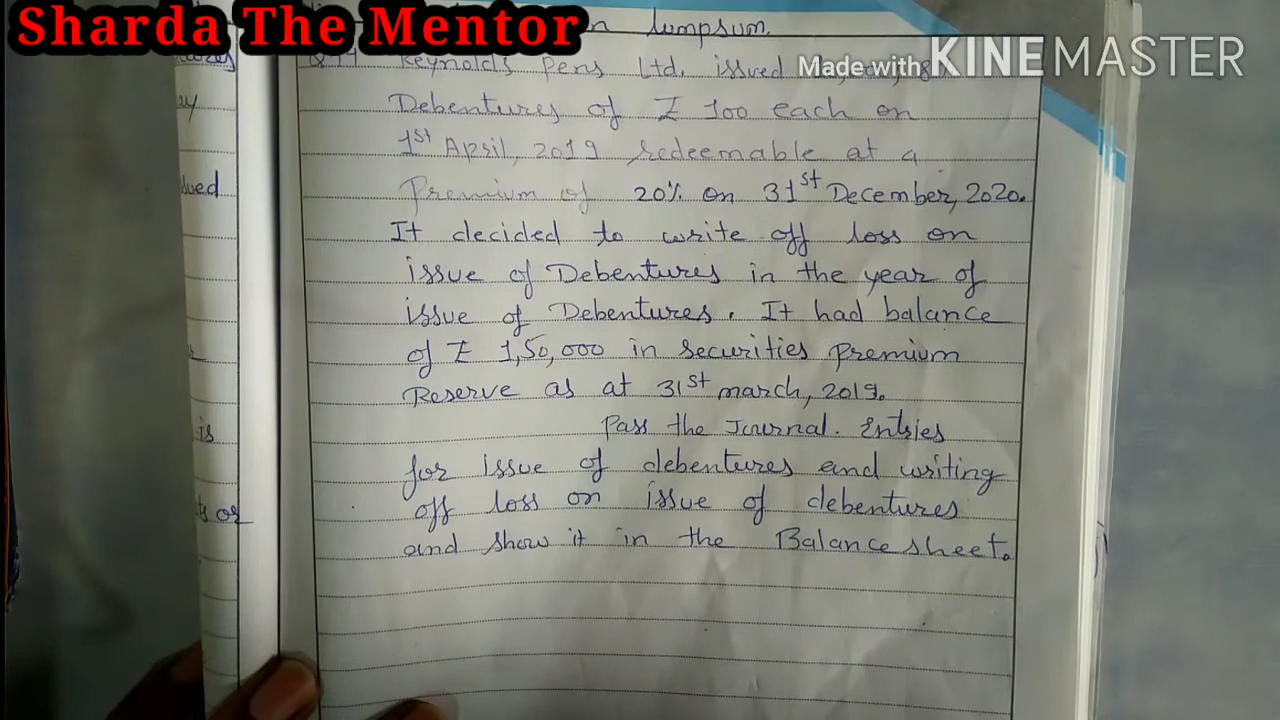 Sharda The Mentor
n lumpsum.
Made with KINEMASTER
Reynolds Pens Ltd. issued
Debentures of ₹ 100 each on
1st April, 2019 redeemable at a
Premium of 20% on 31st December, 2020.
It decided to write off loss on
issue of Debentures in the year of
issue of Debentures. It had balance
of ₹ 1,50,000 in securities premium
Reserve as at 31st march, 2019.
Pass the Journal. Entries
for issue of debentures and writing
off loss on issue of debentures
and show it in the Balance sheet.
sued
is
ts or